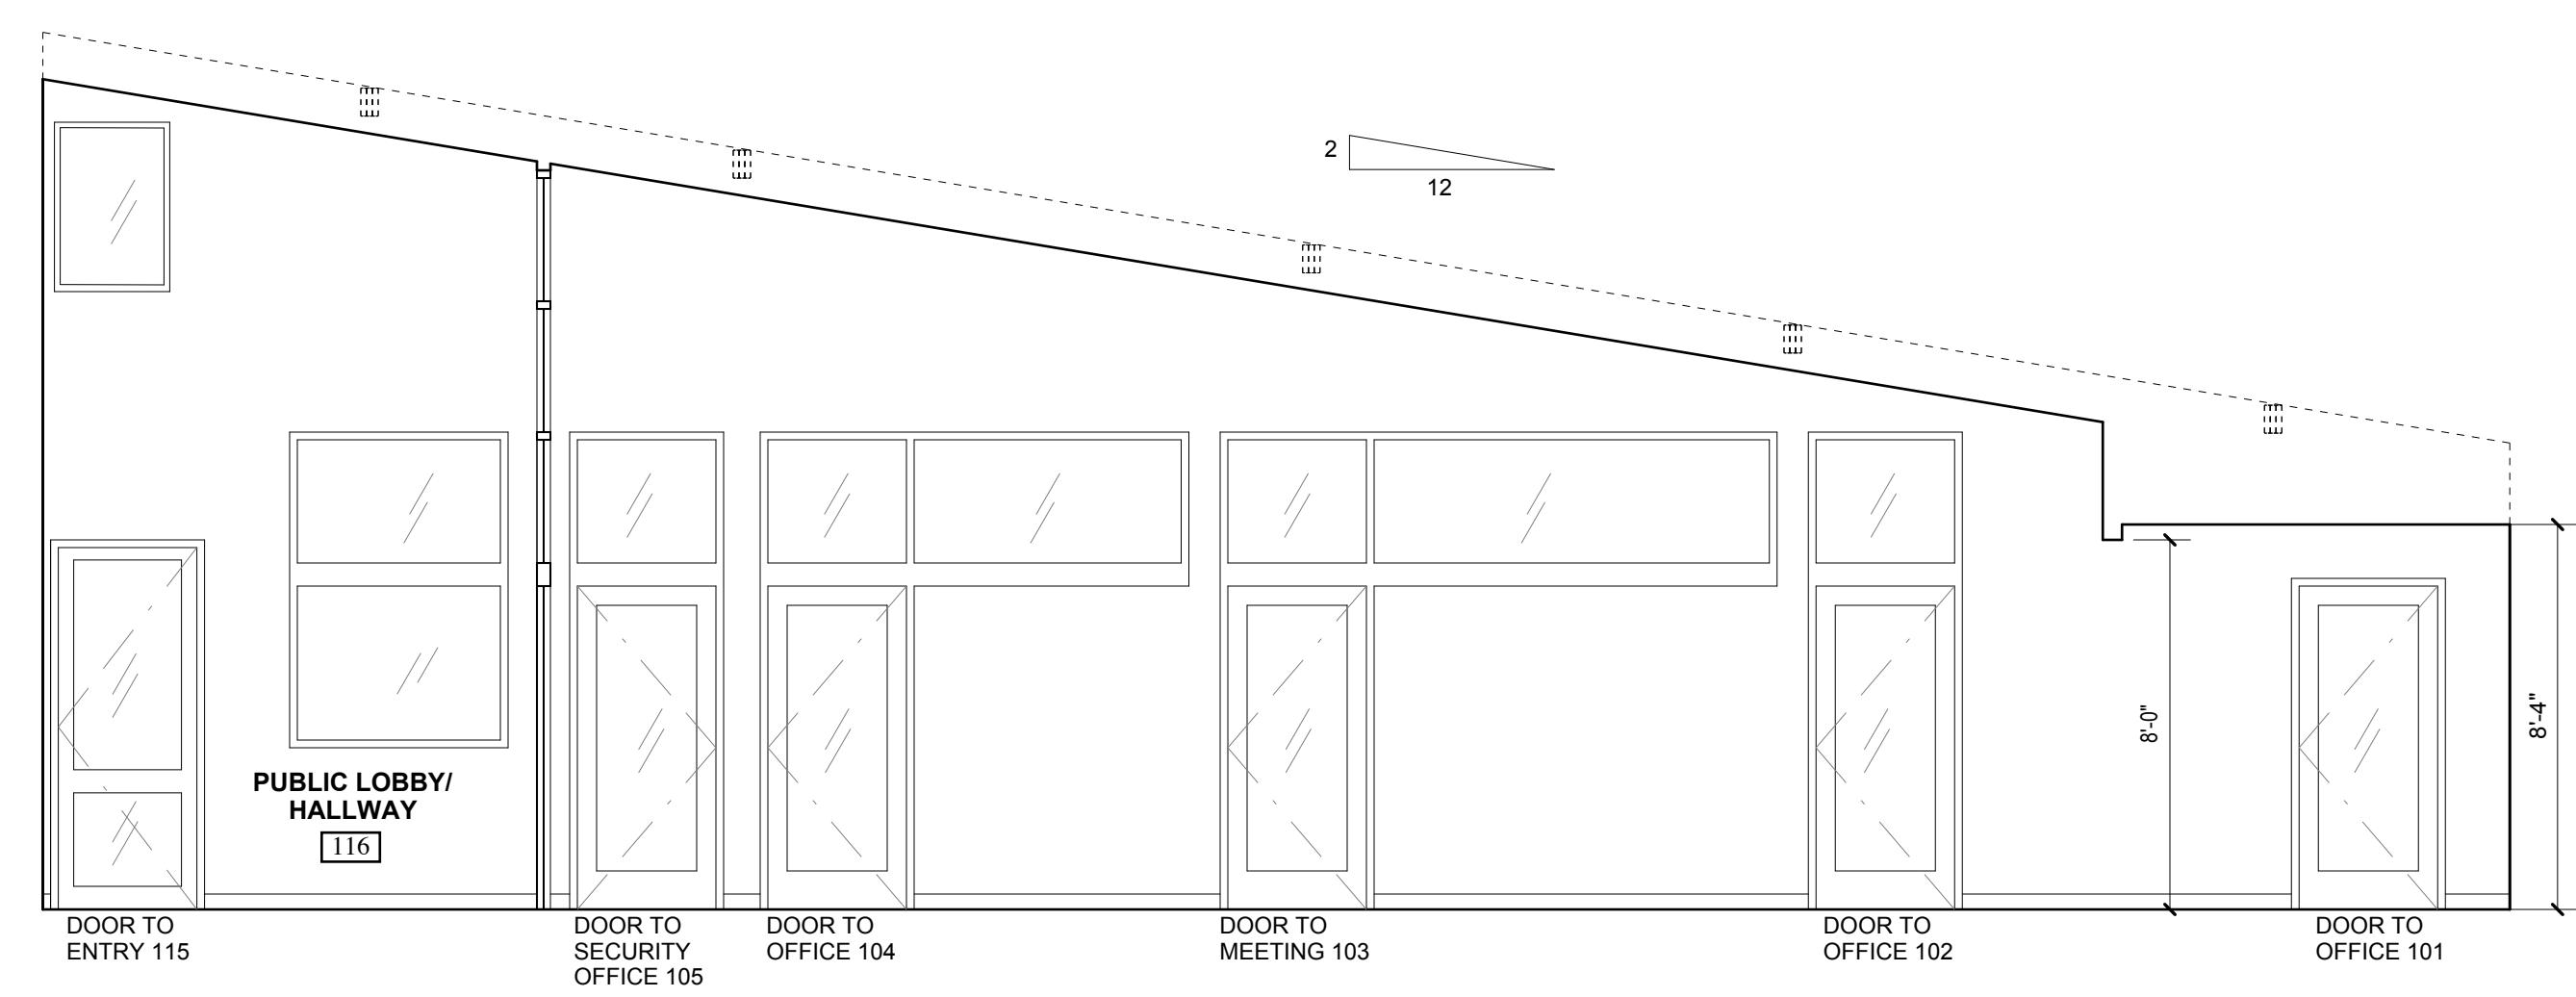 2
12
8'-0"
8'-4"
PUBLIC LOBBY/
HALLWAY
116
DOOR TO
ENTRY 115
DOOR TO
SECURITY
OFFICE 105
DOOR TO
OFFICE 104
DOOR TO
MEETING 103
DOOR TO
OFFICE 102
DOOR TO
OFFICE 101